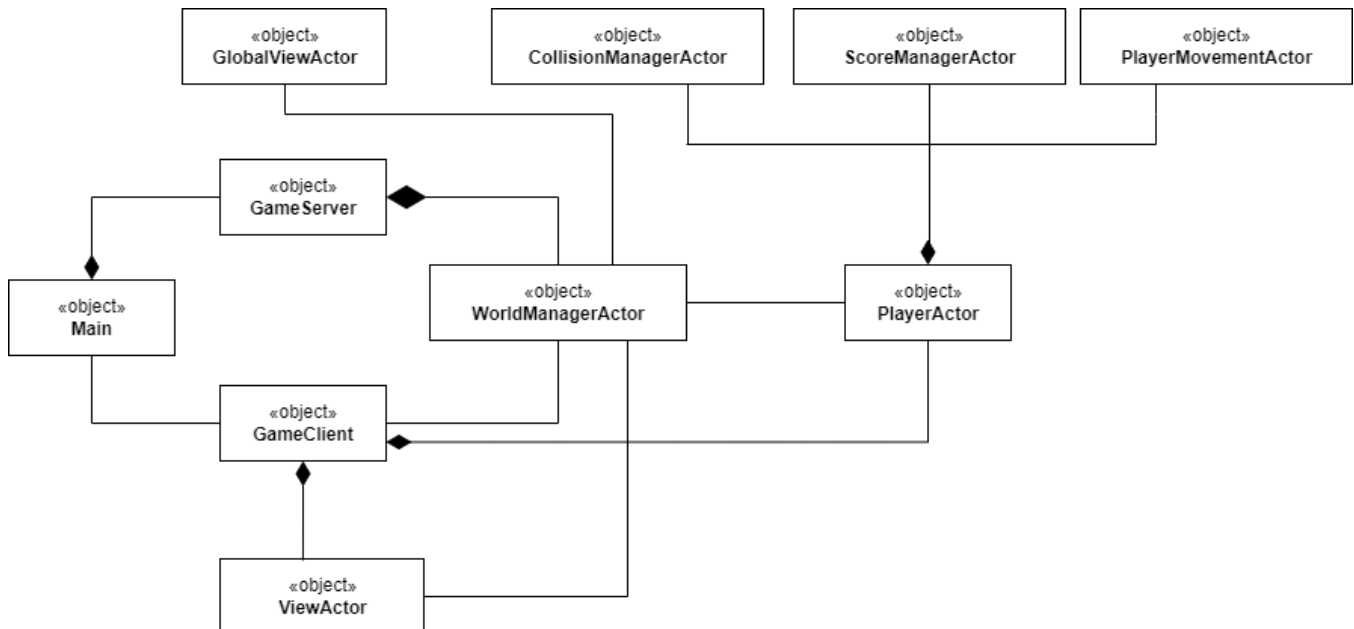 «object»
GlobalViewActor
«object»
CollisionManagerActor
«object»
ScoreManagerActor
«object»
PlayerMovementActor
«object»
GameServer
«object»
Main
«object»
WorldManagerActor
«object»
PlayerActor
«object»
GameClient
«object»
ViewActor